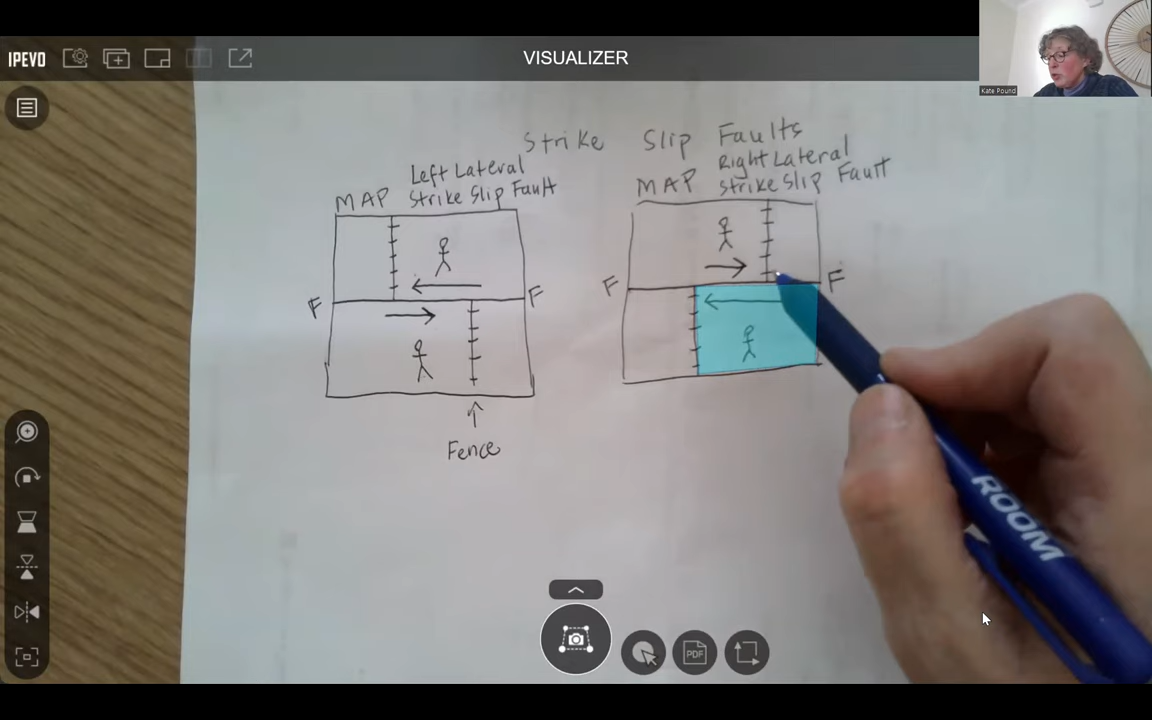 IPEVO
VISUALIZER
Kate Pound
Strike Slip Faults
MAP Left Lateral
Strike Slip Fault
F
F
Fence
MAP Right Lateral
Strike Slip Fault
F
F
ROOM
PDF